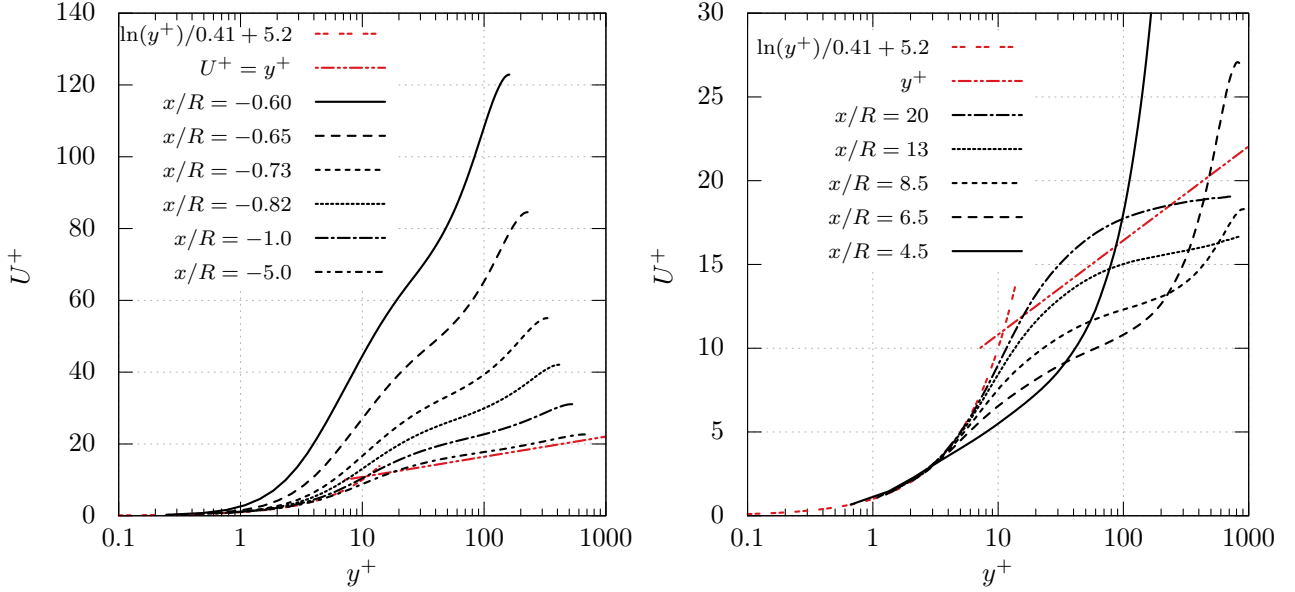 140
120
100
80
60
40
20
0
U⁺
ln(y⁺)/0.41 + 5.2
U⁺ = y⁺
x/R = −0.60
x/R = −0.65
x/R = −0.73
x/R = −0.82
x/R = −1.0
x/R = −5.0
0.1 1 10 100 1000
y⁺
30
25
20
15
10
5
0
U⁺
ln(y⁺)/0.41 + 5.2
y⁺
x/R = 20
x/R = 13
x/R = 8.5
x/R = 6.5
x/R = 4.5
0.1 1 10 100 1000
y⁺